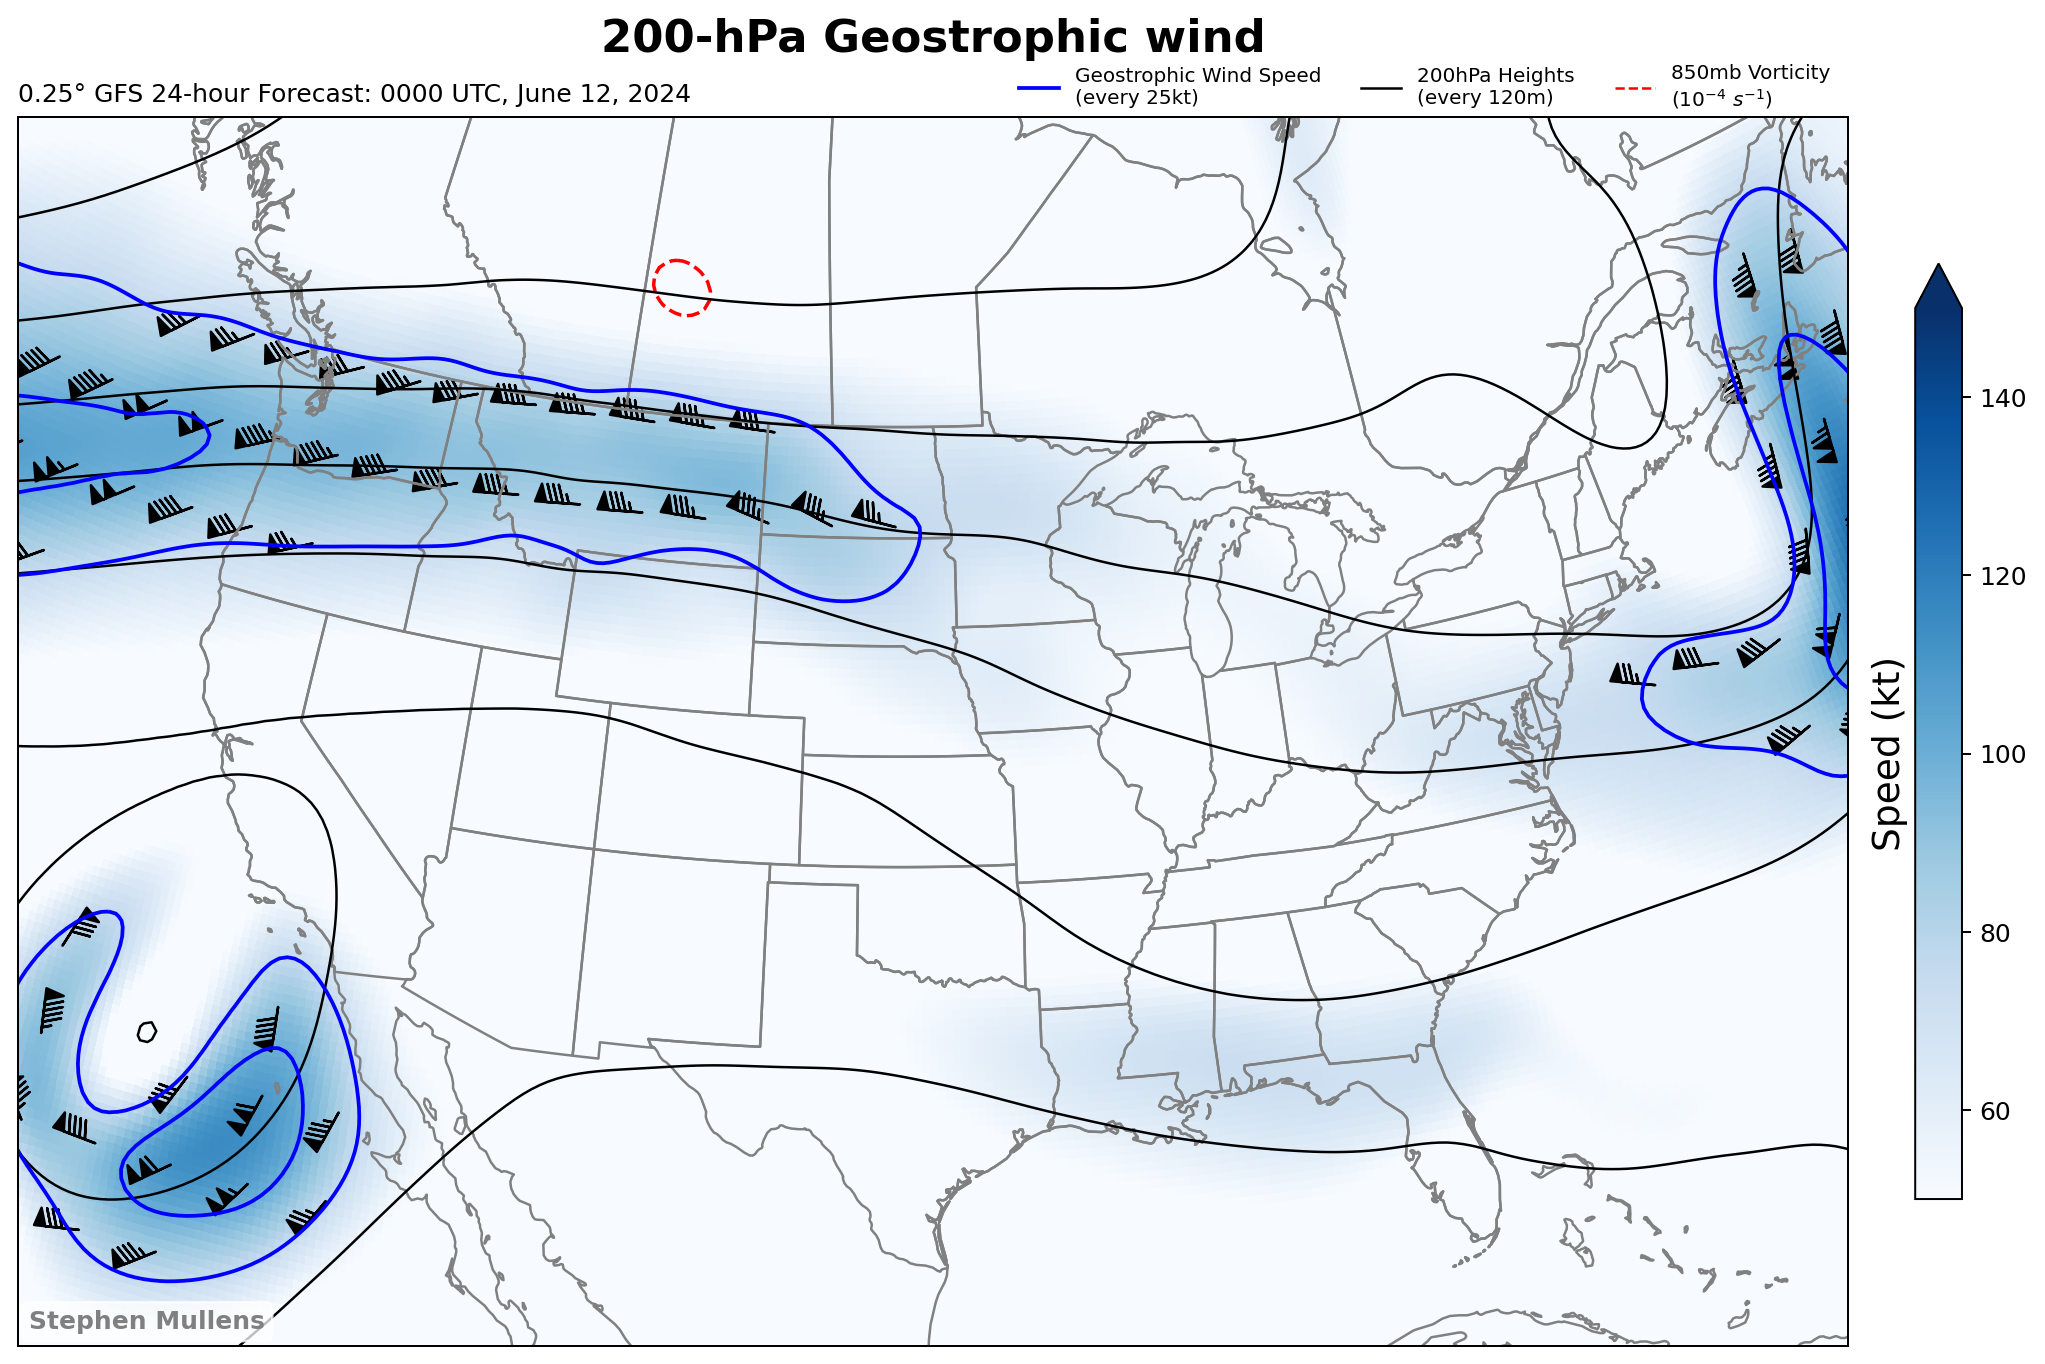 200-hPa Geostrophic wind
0.25° GFS 24-hour Forecast: 0000 UTC, June 12, 2024
Geostrophic Wind Speed
(every 25kt)
200hPa Heights
(every 120m)
850mb Vorticity
(10⁻⁴ s⁻¹)
140
120
100
80
60
Speed (kt)
Stephen Mullens